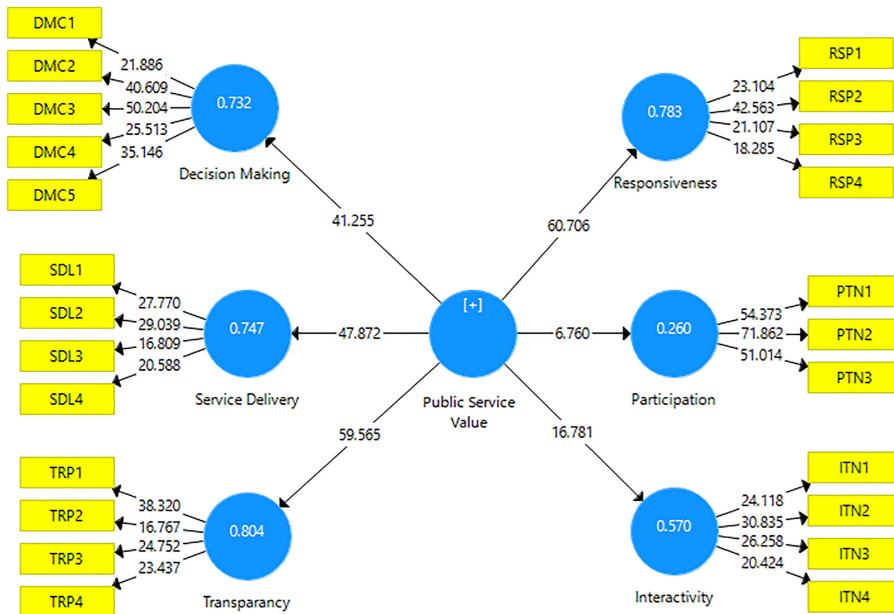 DMC1
DMC2
DMC3
DMC4
DMC5
21.886
40.609
50.204
25.513
35.146
0.732
Decision Making
RSP1
RSP2
RSP3
RSP4
23.104
42.563
21.107
18.285
0.783
Responsiveness
41.255
60.706
SDL1
SDL2
SDL3
SDL4
27.770
29.039
16.809
20.588
0.747
Service Delivery
47.872
[+]
Public Service
Value
6.760
0.260
Participation
54.373
71.862
51.014
PTN1
PTN2
PTN3
59.565
16.781
TRP1
TRP2
TRP3
TRP4
38.320
16.767
24.752
23.437
0.804
Transparancy
0.570
Interactivity
24.118
30.835
26.258
20.424
ITN1
ITN2
ITN3
ITN4